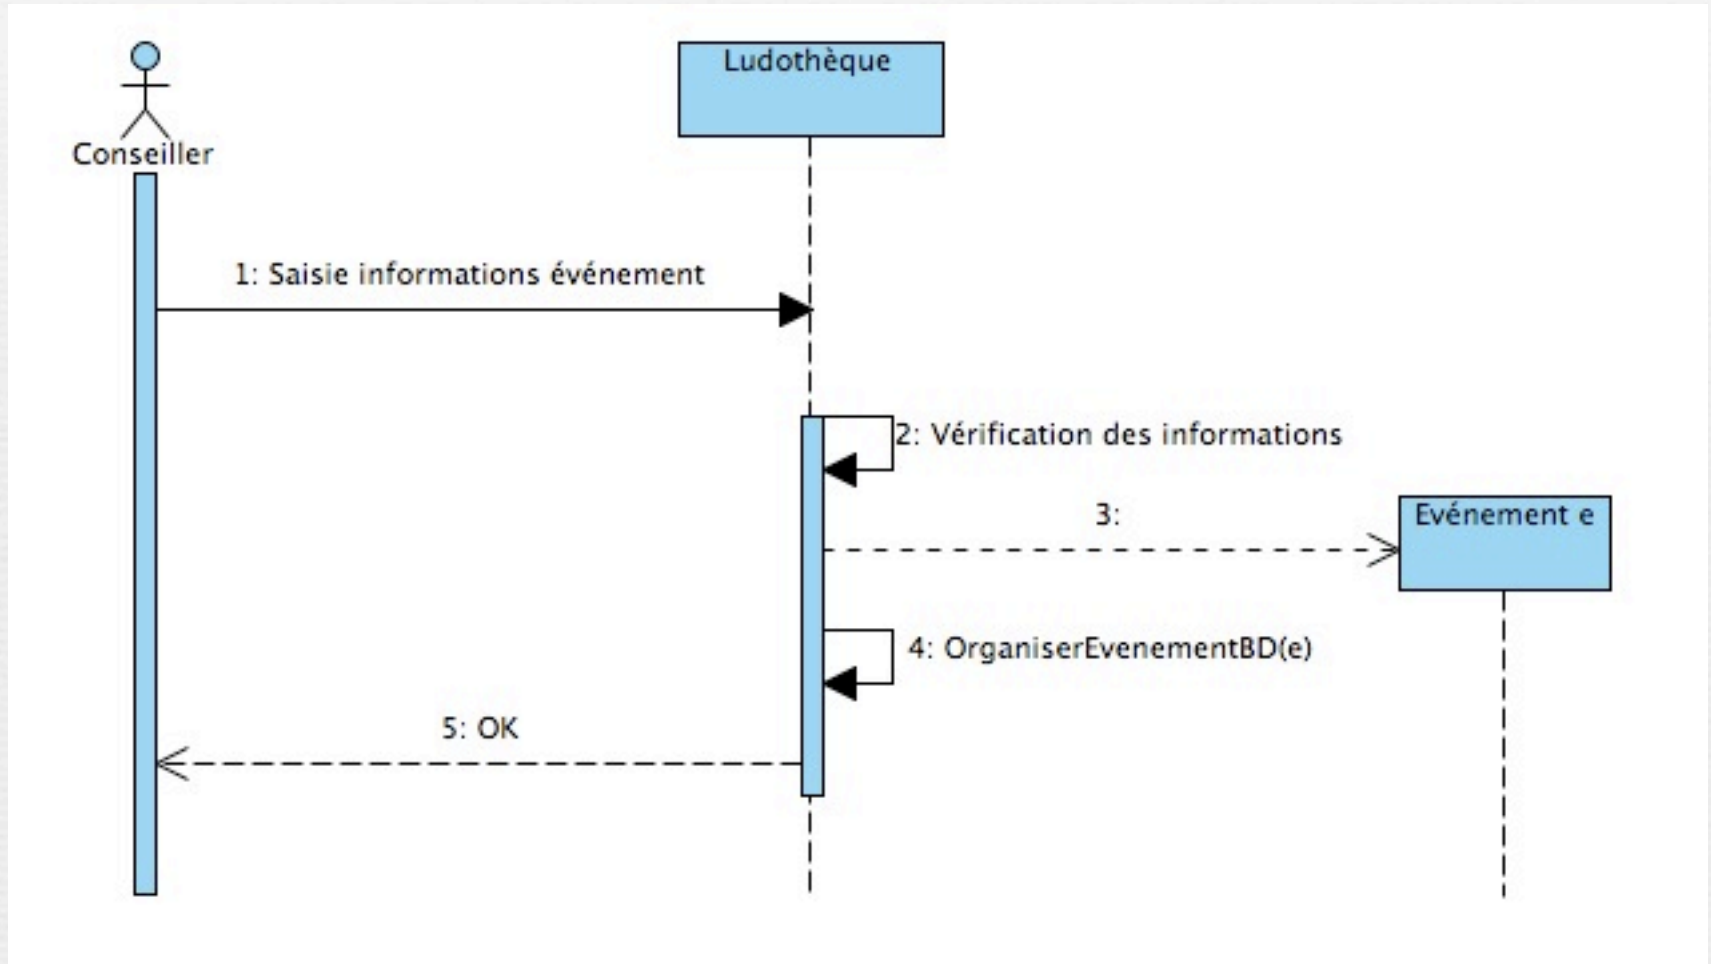 Ludothèque
Conseiller
1: Saisie informations événement
2: Vérification des informations
3:
Evénement e
4: OrganiserEvenementBD(e)
5: OK